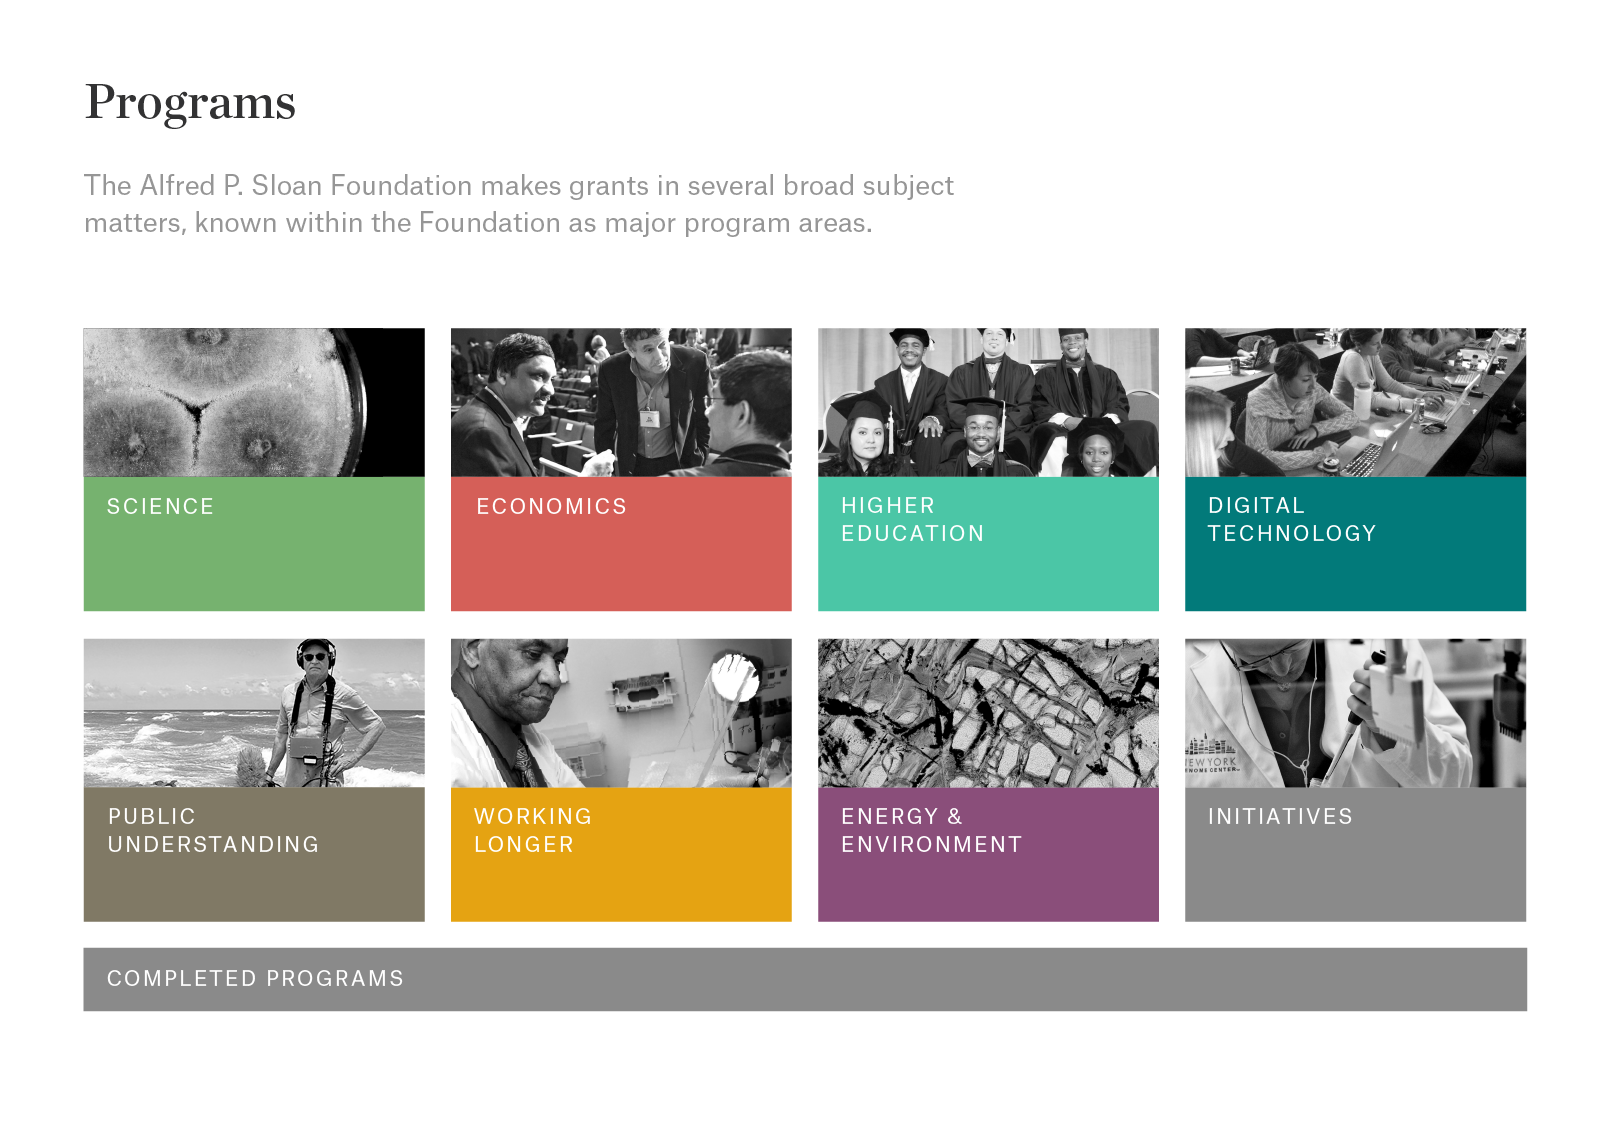 Programs
The Alfred P. Sloan Foundation makes grants in several broad subject
matters, known within the Foundation as major program areas.
SCIENCE
ECONOMICS
HIGHER
EDUCATION
DIGITAL
TECHNOLOGY
PUBLIC
UNDERSTANDING
WORKING
LONGER
ENERGY &
ENVIRONMENT
EW YORK
NOME CENTER
INITIATIVES
COMPLETED PROGRAMS